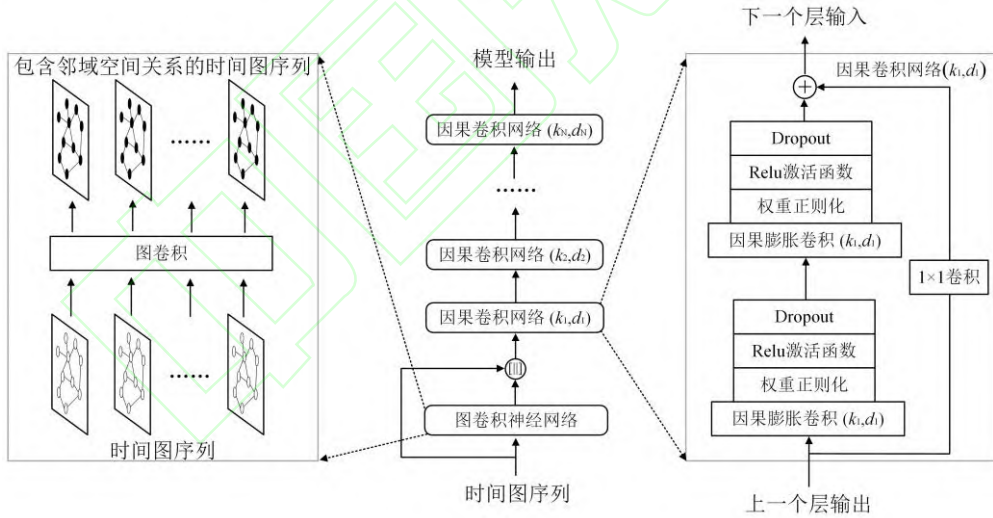 包含邻域空间关系的时间图序列
……
图卷积
……
时间图序列
模型输出
因果卷积网络 (kN,dN)
……
因果卷积网络 (k2,d2)
因果卷积网络 (k1,d1)
图卷积神经网络
时间图序列
下一个层输入
因果卷积网络(k1,d1)
Dropout
Relu激活函数
权重正则化
因果膨胀卷积 (k1,d1)
1×1卷积
Dropout
Relu激活函数
权重正则化
因果膨胀卷积 (k1,d1)
上一个层输出